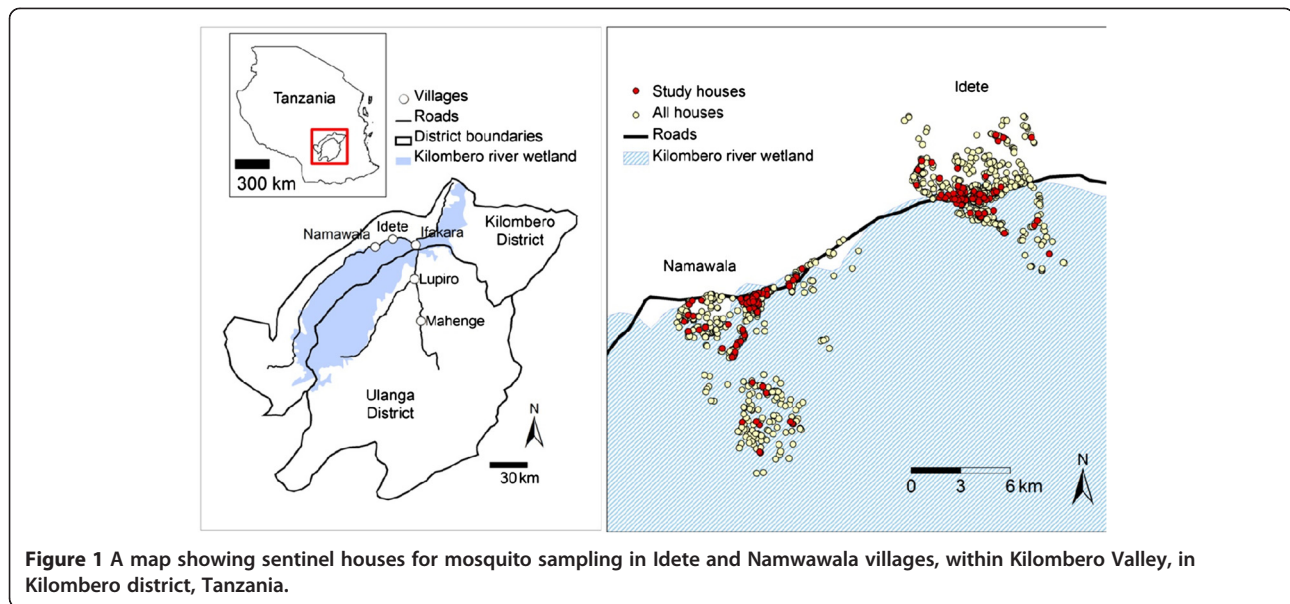 Tanzania
300 km
Villages
Roads
District boundaries
Kilombero river wetland
Kilombero
District
Namawala
Idete
Ifakara
Lupiro
Mahenge
Ulanga
District
N
30 km
Study houses
All houses
Roads
Kilombero river wetland
Idete
Namawala
N
0 3 6 km
Figure 1 A map showing sentinel houses for mosquito sampling in Idete and Namwawala villages, within Kilombero Valley, in
Kilombero district, Tanzania.